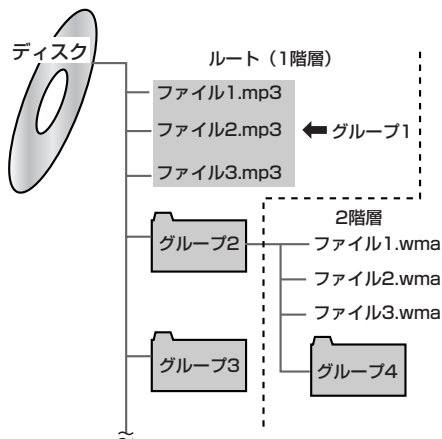 ディスク
ルート（1階層）
ファイル1.mp3
ファイル2.mp3
グループ1
ファイル3.mp3
2階層
グループ2
ファイル1.wma
ファイル2.wma
ファイル3.wma
グループ3
グループ4